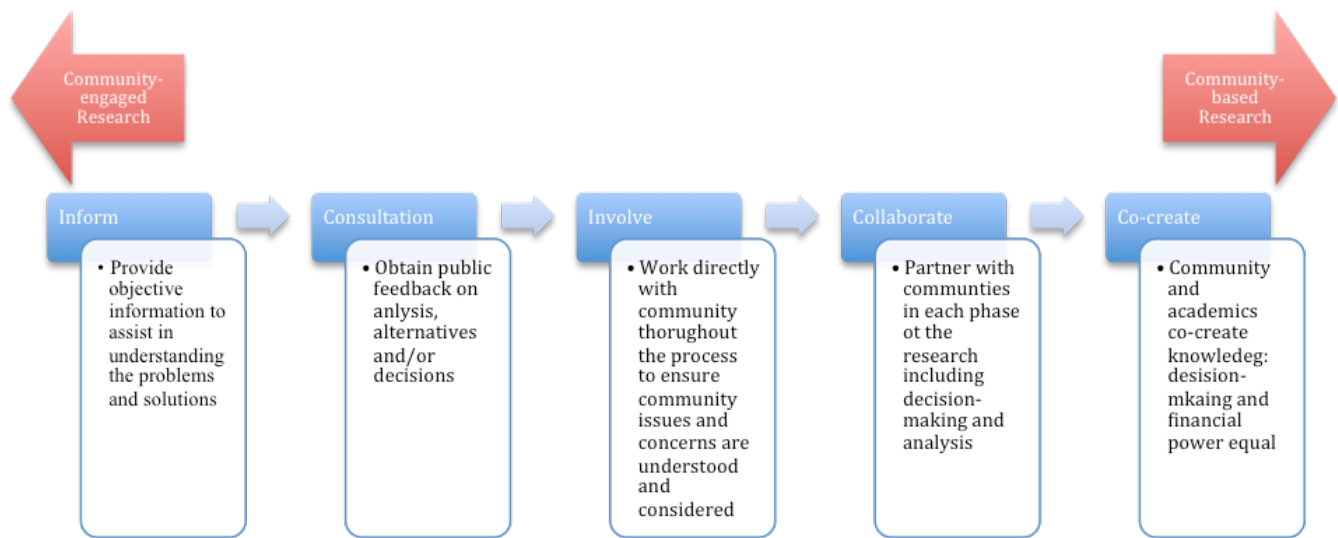 Community-
engaged
Research
Community-
based
Research
Inform
• Provide
objective
information to
assist in
understanding
the problems
and solutions
Consultation
• Obtain public
feedback on
anlysis,
alternatives
and/or
decisions
Involve
• Work directly
with
community
thorughout
the process
to ensure
community
issues and
concerns are
understood
and
considered
Collaborate
• Partner with
communties
in each phase
ot the
research
including
decision-
making and
analysis
Co-create
• Community
and
academics
co-create
knowledeg:
desision-
mkaing and
financial
power equal